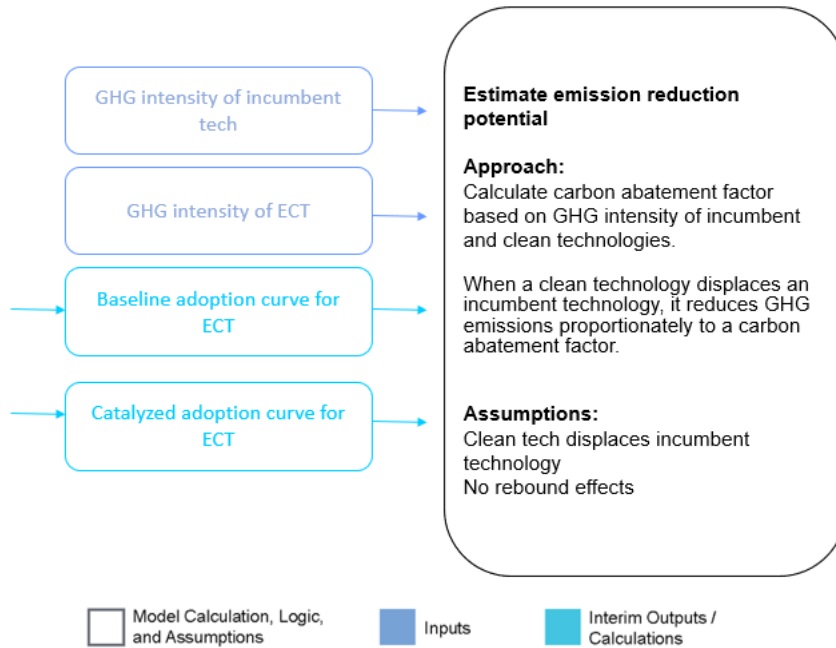 GHG intensity of incumbent
tech
GHG intensity of ECT
Baseline adoption curve for
ECT
Catalyzed adoption curve for
ECT
Estimate emission reduction
potential
Approach:
Calculate carbon abatement factor
based on GHG intensity of incumbent
and clean technologies.
When a clean technology displaces an
incumbent technology, it reduces GHG
emissions proportionately to a carbon
abatement factor.
Assumptions:
Clean tech displaces incumbent
technology
No rebound effects
Model Calculation, Logic,
and Assumptions
Inputs
Interim Outputs /
Calculations